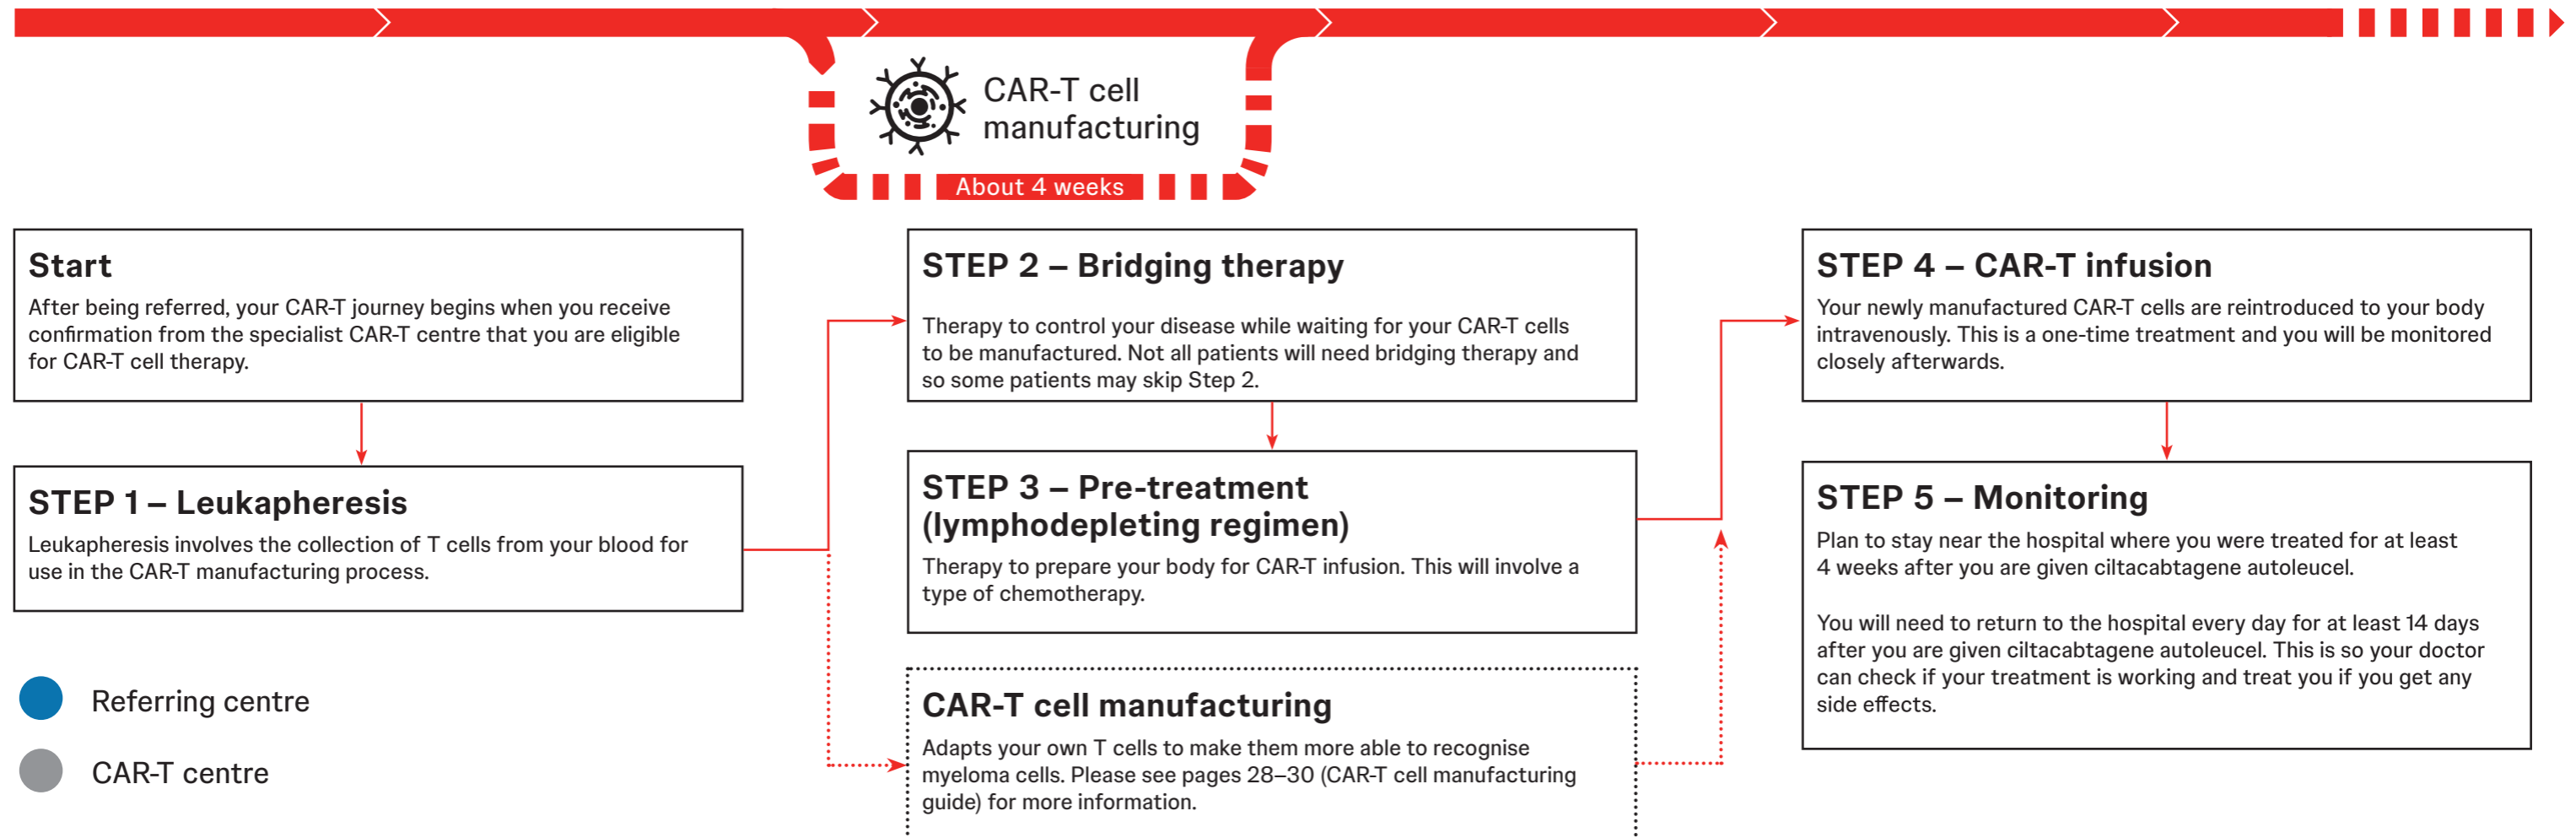 CAR-T cell
manufacturing
About 4 weeks
Start
After being referred, your CAR-T journey begins when you receive
confirmation from the specialist CAR-T centre that you are eligible
for CAR-T cell therapy.
STEP 1 – Leukapheresis
Leukapheresis involves the collection of T cells from your blood for
use in the CAR-T manufacturing process.
Referring centre
CAR-T centre
STEP 2 – Bridging therapy
Therapy to control your disease while waiting for your CAR-T cells
to be manufactured. Not all patients will need bridging therapy and
so some patients may skip Step 2.
STEP 3 – Pre-treatment
(lymphodepleting regimen)
Therapy to prepare your body for CAR-T infusion. This will involve a
type of chemotherapy.
CAR-T cell manufacturing
Adapts your own T cells to make them more able to recognise
myeloma cells. Please see pages 28–30 (CAR-T cell manufacturing
guide) for more information.
STEP 4 – CAR-T infusion
Your newly manufactured CAR-T cells are reintroduced to your body
intravenously. This is a one-time treatment and you will be monitored
closely afterwards.
STEP 5 – Monitoring
Plan to stay near the hospital where you were treated for at least
4 weeks after you are given ciltacabtagene autoleucel.
You will need to return to the hospital every day for at least 14 days
after you are given ciltacabtagene autoleucel. This is so your doctor
can check if your treatment is working and treat you if you get any
side effects.